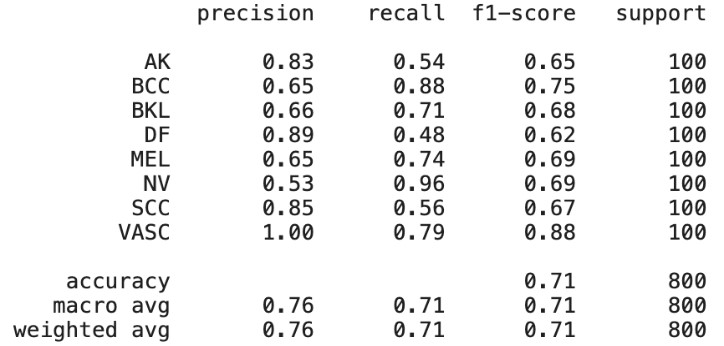 precision recall f1-score support
AK 0.83 0.54 0.65 100
BCC 0.65 0.88 0.75 100
BKL 0.66 0.71 0.68 100
DF 0.89 0.48 0.62 100
MEL 0.65 0.74 0.69 100
NV 0.53 0.96 0.69 100
SCC 0.85 0.56 0.67 100
VASC 1.00 0.79 0.88 100
accuracy 0.71 800
macro avg 0.76 0.71 0.71 800
weighted avg 0.76 0.71 0.71 800